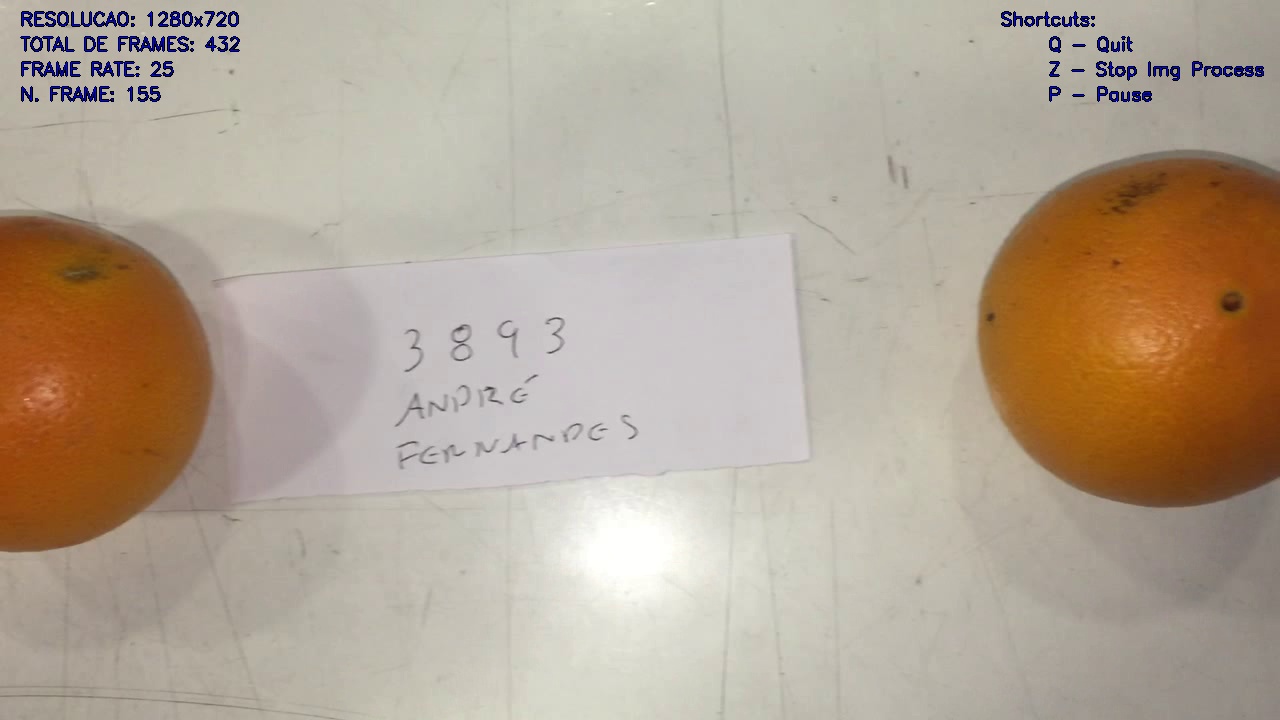 RESOLUCAO: 1280x720
TOTAL DE FRAMES: 432
FRAME RATE: 25
N. FRAME: 155
Shortcuts:
Q - Quit
Z - Stop Img Process
P - Pause
3893
ANDRÉ
FERNANDES